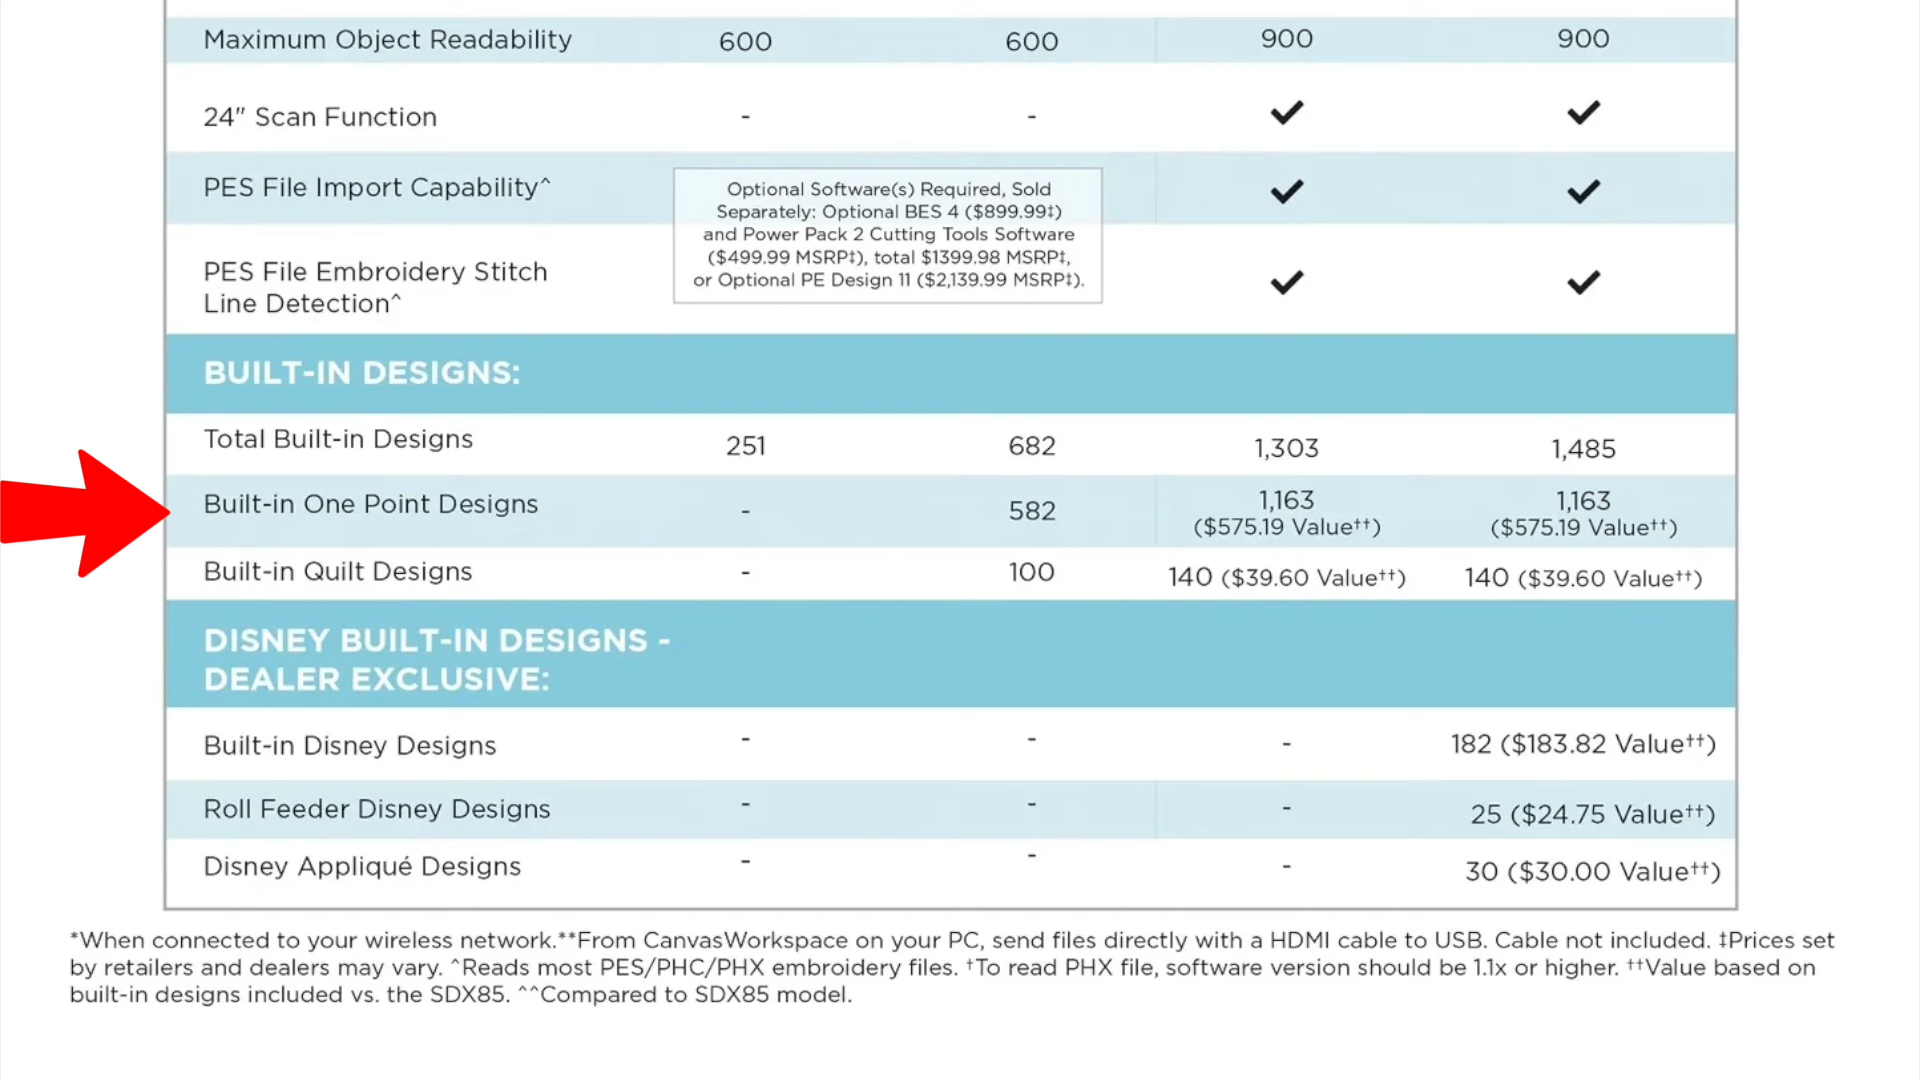 Maximum Object Readability 600 600 900 900
24" Scan Function - - ✓ ✓
PES File Import Capability^ ✓ ✓
Optional Software(s) Required, Sold
Separately: Optional BES 4 ($899.99‡)
and Power Pack 2 Cutting Tools Software
($499.99 MSRP‡), total $1399.98 MSRP‡,
or Optional PE Design 11 ($2,139.99 MSRP‡).
PES File Embroidery Stitch
Line Detection^ ✓ ✓
BUILT-IN DESIGNS:
Total Built-in Designs 251 682 1,303 1,485
Built-in One Point Designs - 582 1,163 1,163
($575.19 Value††) ($575.19 Value††)
Built-in Quilt Designs - 100 140 ($39.60 Value††) 140 ($39.60 Value††)
DISNEY BUILT-IN DESIGNS -
DEALER EXCLUSIVE:
Built-in Disney Designs - - - 182 ($183.82 Value††)
Roll Feeder Disney Designs - - - 25 ($24.75 Value††)
Disney Appliqué Designs - - - 30 ($30.00 Value††)
*When connected to your wireless network.**From CanvasWorkspace on your PC, send files directly with a HDMI cable to USB. Cable not included. ‡Prices set
by retailers and dealers may vary. ^Reads most PES/PHC/PHX embroidery files. †To read PHX file, software version should be 1.1x or higher. ††Value based on
built-in designs included vs. the SDX85. ^^Compared to SDX85 model.